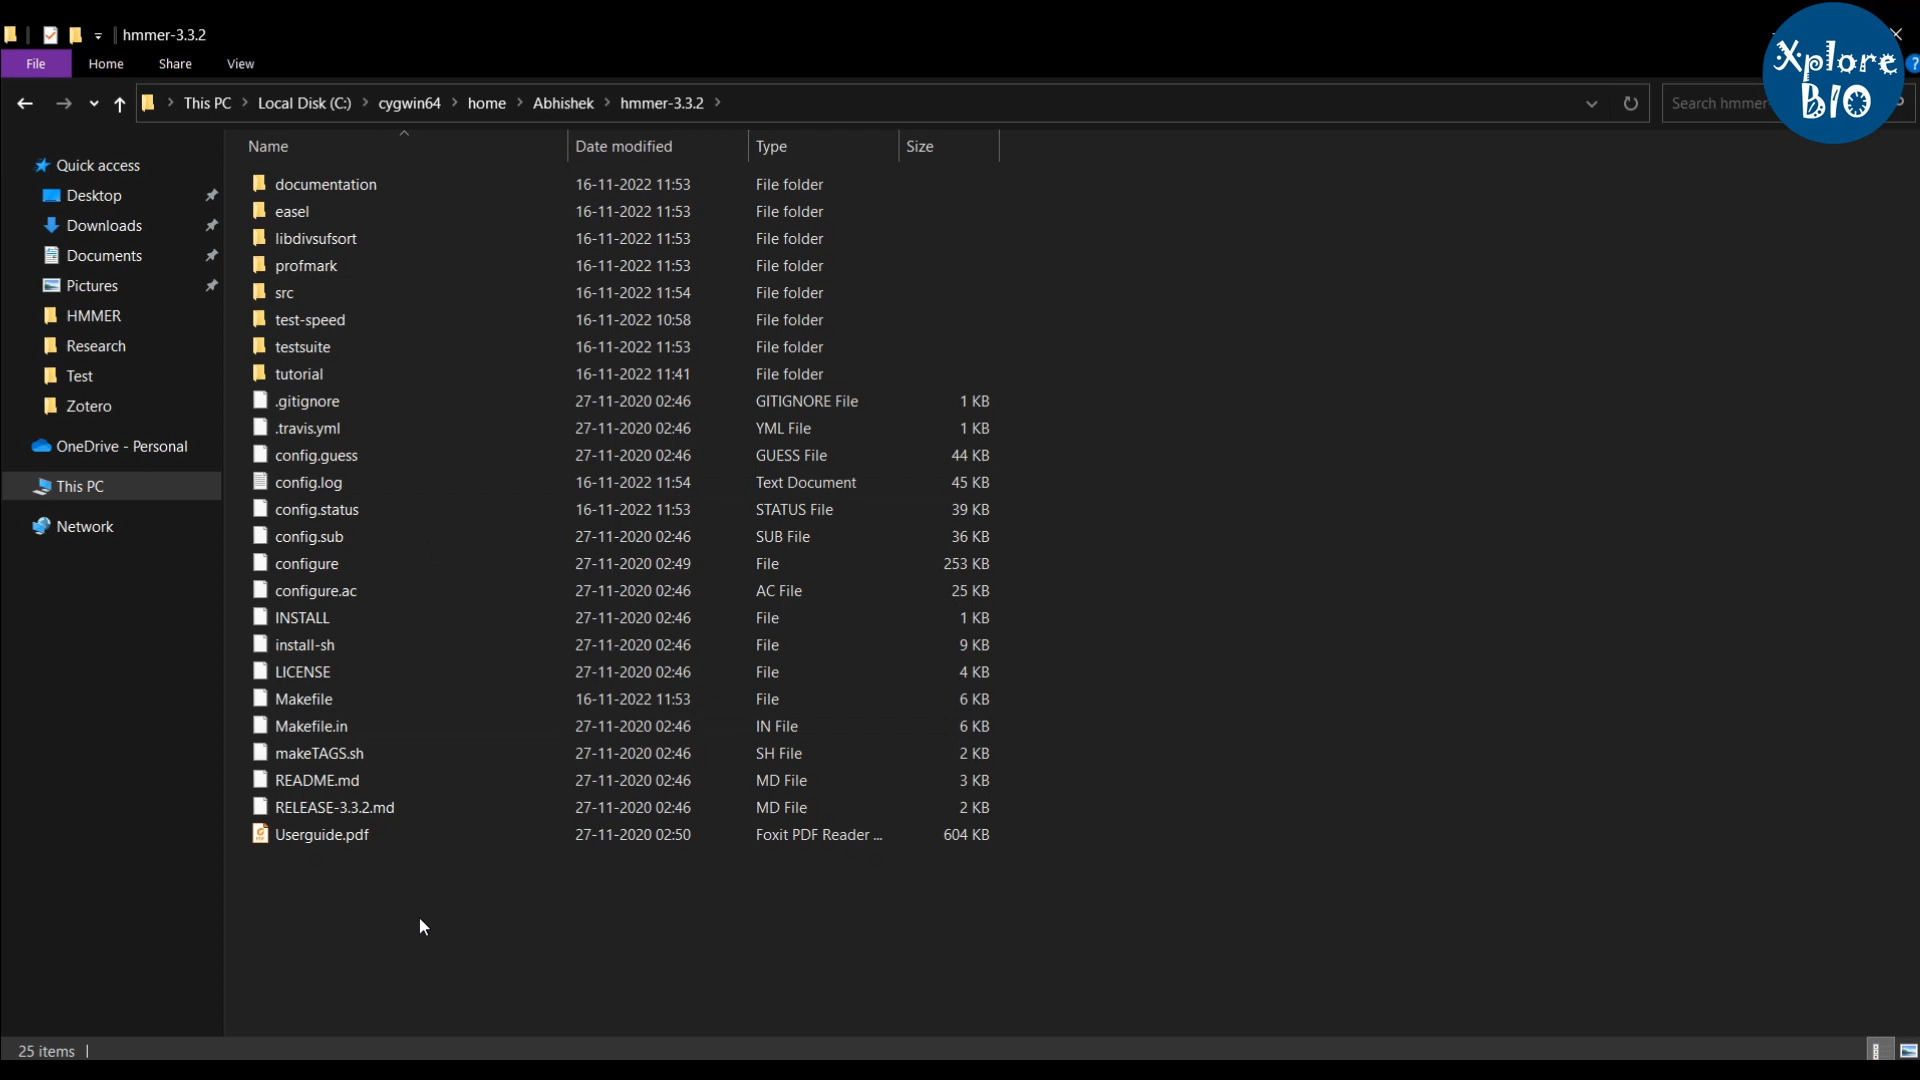 hmmer-3.3.2
File Home Share View
This PC Local Disk (C:) cygwin64 home Abhishek hmmer-3.3.2
Search hmmer-
Xplore
BIO
Name Date modified Type Size
Quick access
Desktop
Downloads
Documents
Pictures
HMMER
Research
Test
Zotero
OneDrive - Personal
This PC
Network
documentation 16-11-2022 11:53 File folder
easel 16-11-2022 11:53 File folder
libdivsufsort 16-11-2022 11:53 File folder
profmark 16-11-2022 11:53 File folder
src 16-11-2022 11:54 File folder
test-speed 16-11-2022 10:58 File folder
testsuite 16-11-2022 11:53 File folder
tutorial 16-11-2022 11:41 File folder
.gitignore 27-11-2020 02:46 GITIGNORE File 1 KB
.travis.yml 27-11-2020 02:46 YML File 1 KB
config.guess 27-11-2020 02:46 GUESS File 44 KB
config.log 16-11-2022 11:54 Text Document 45 KB
config.status 16-11-2022 11:53 STATUS File 39 KB
config.sub 27-11-2020 02:46 SUB File 36 KB
configure 27-11-2020 02:49 File 253 KB
configure.ac 27-11-2020 02:46 AC File 25 KB
INSTALL 27-11-2020 02:46 File 1 KB
install-sh 27-11-2020 02:46 File 9 KB
LICENSE 27-11-2020 02:46 File 4 KB
Makefile 16-11-2022 11:53 File 6 KB
Makefile.in 27-11-2020 02:46 IN File 6 KB
makeTAGS.sh 27-11-2020 02:46 SH File 2 KB
README.md 27-11-2020 02:46 MD File 3 KB
RELEASE-3.3.2.md 27-11-2020 02:46 MD File 2 KB
Userguide.pdf 27-11-2020 02:50 Foxit PDF Reader ... 604 KB
25 items